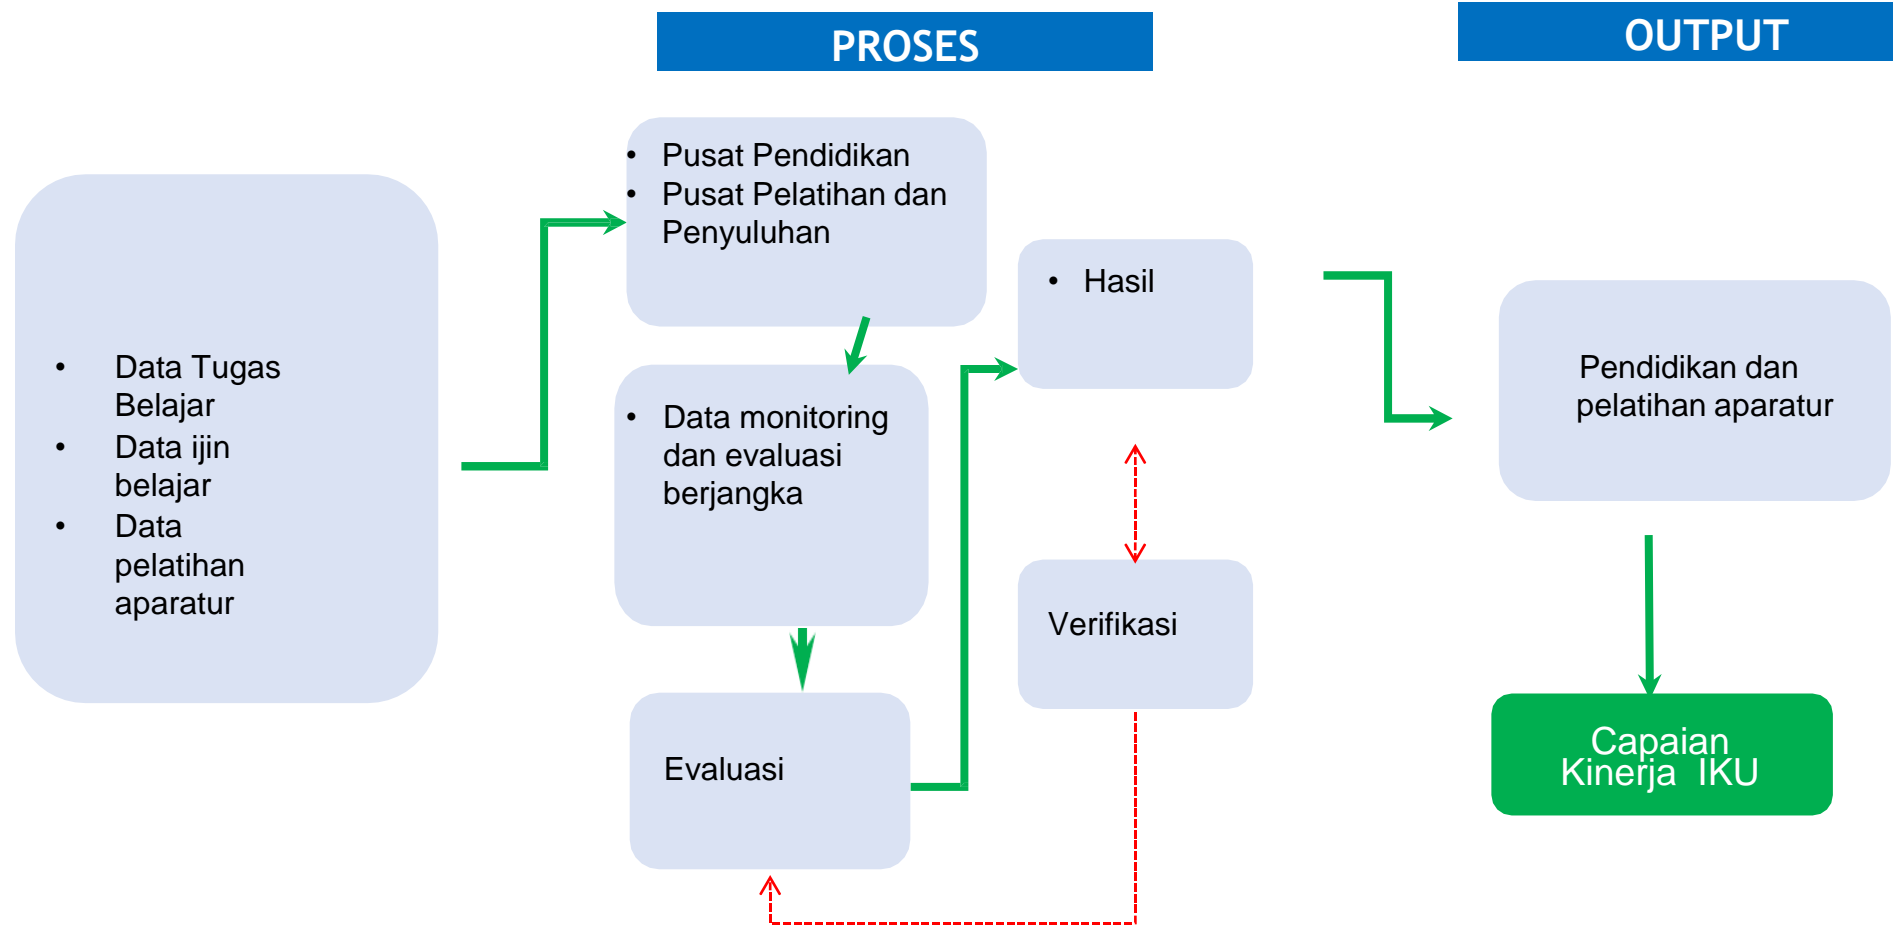 PROSES
OUTPUT
• Data Tugas
Belajar
• Data ijin
belajar
• Data
pelatihan
aparatur
• Pusat Pendidikan
• Pusat Pelatihan dan
Penyuluhan
• Data monitoring
dan evaluasi
berjangka
Evaluasi
• Hasil
Verifikasi
Pendidikan dan
pelatihan aparatur
Capaian
Kinerja IKU